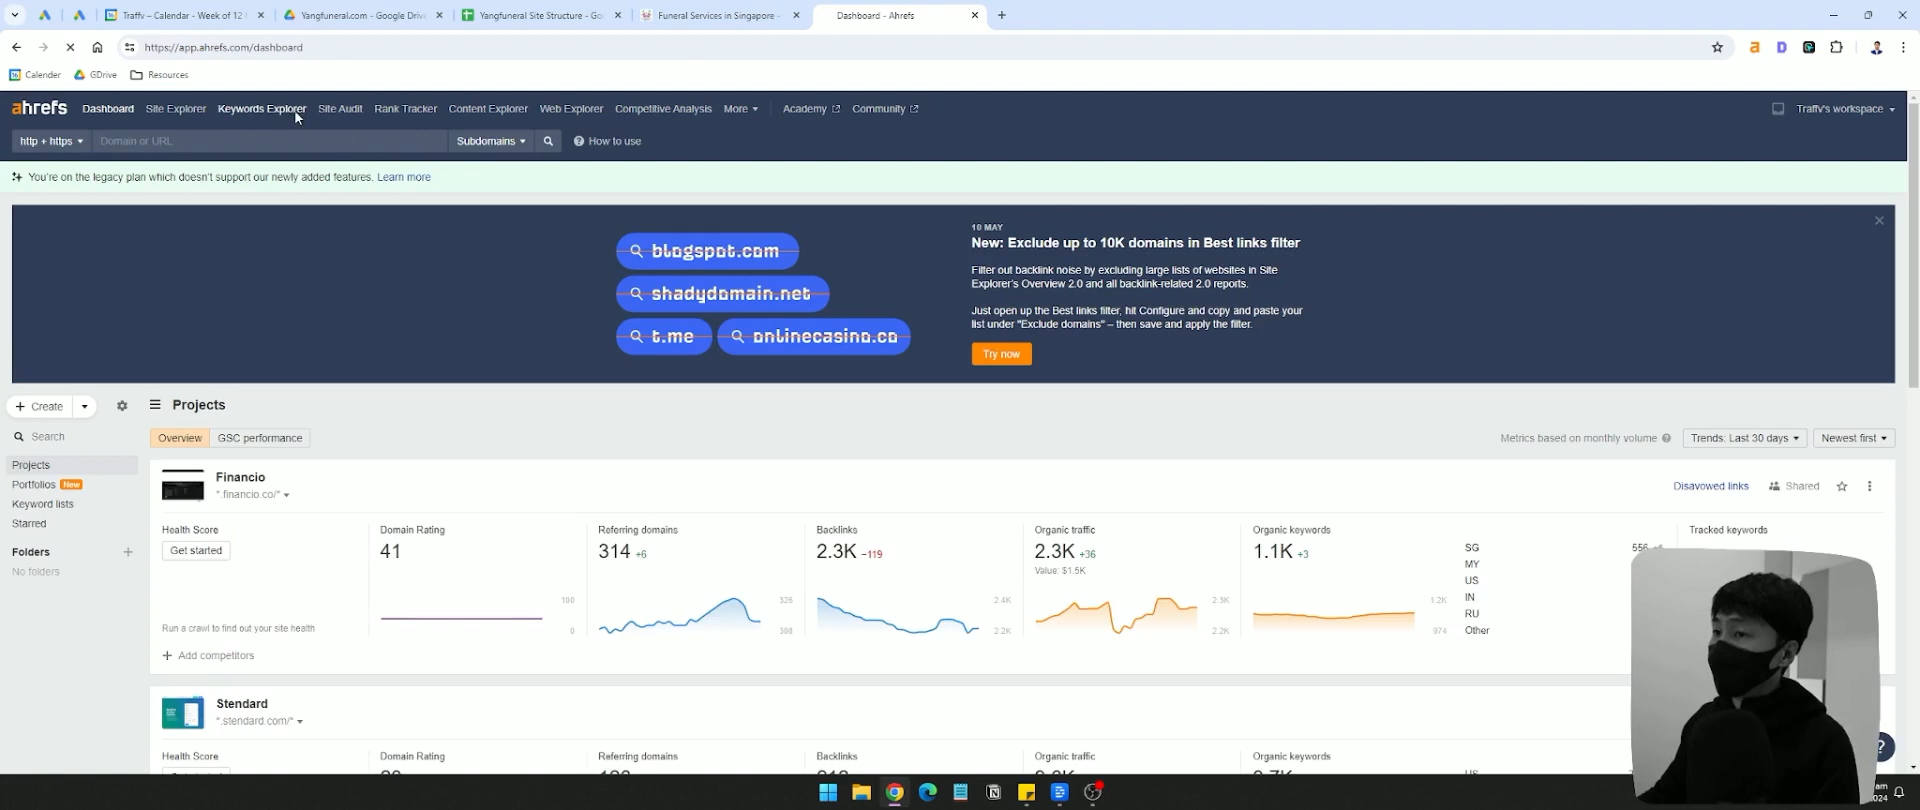 Traffv – Calendar - Week of 12
Yangfuneral.com - Google Drive
Yangfuneral Site Structure - Goo
Funeral Services in Singapore -
Dashboard - Ahrefs
https://app.ahrefs.com/dashboard
Calender GDrive Resources
ahrefs Dashboard Site Explorer Keywords Explorer Site Audit Rank Tracker Content Explorer Web Explorer Competitive Analysis More Academy Community Traffv's workspace
http + https Domain or URL Subdomains How to use
You're on the legacy plan which doesn't support our newly added features. Learn more
blogspot.com
shadydomain.net
t.me onlinecasino.co
10 MAY
New: Exclude up to 10K domains in Best links filter
Filter out backlink noise by excluding large lists of websites in Site
Explorer's Overview 2.0 and all backlink-related 2.0 reports.
Just open up the Best links filter, hit Configure and copy and paste your
list under "Exclude domains" – then save and apply the filter.
Try now
+ Create Projects
Search
Projects
Portfolios New
Keyword lists
Starred
Folders +
No folders
Overview GSC performance Metrics based on monthly volume Trends: Last 30 days Newest first
Financio
*.financio.co/*
Disavowed links Shared
Health Score
Get started
Run a crawl to find out your site health
Domain Rating
41
100
0
Referring domains
314 +6
326
308
Backlinks
2.3K −119
2.4K
2.2K
Organic traffic
2.3K +36
Value: $1.5K
2.3K
2.2K
Organic keywords
1.1K +3
1.2K
974
SG 556
MY
US
IN
RU
Other
Tracked keywords
+ Add competitors
Stendard
*.stendard.com/*
Health Score Domain Rating Referring domains Backlinks Organic traffic Organic keywords
?